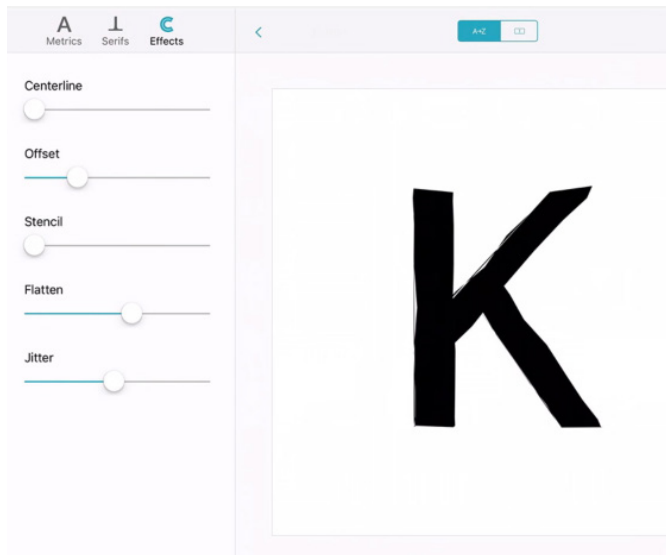 A
Metrics Serifs Effects
A→Z
Centerline
Offset
Stencil
Flatten
Jitter
K